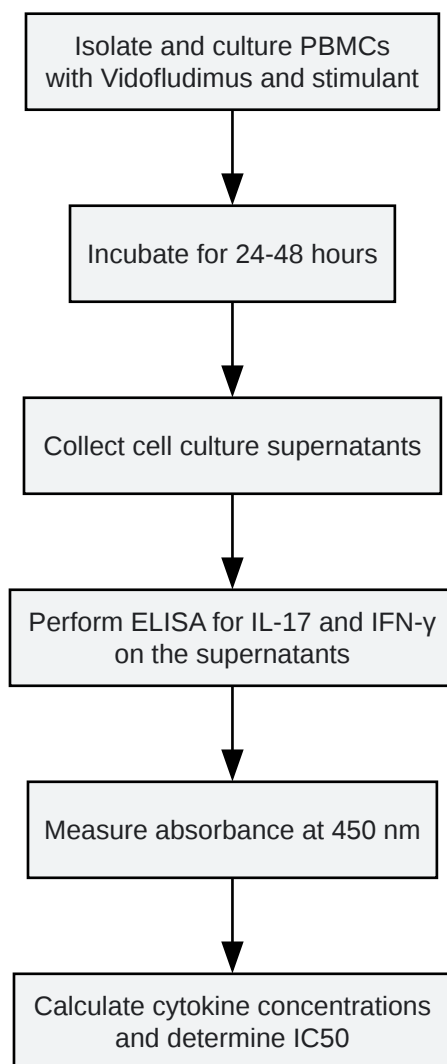 Isolate and culture PBMCs
with Vidofludimus and stimulant
Incubate for 24-48 hours
Collect cell culture supernatants
Perform ELISA for IL-17 and IFN-γ
on the supernatants
Measure absorbance at 450 nm
Calculate cytokine concentrations
and determine IC50